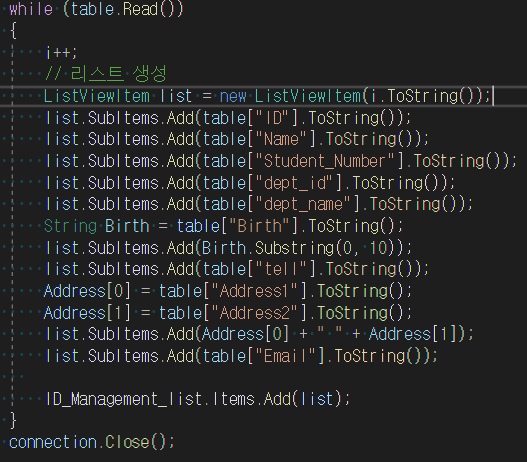 while (table.Read())
{
i++;
// 리스트 생성
ListViewItem list = new ListViewItem(i.ToString());
list.SubItems.Add(table["ID"].ToString());
list.SubItems.Add(table["Name"].ToString());
list.SubItems.Add(table["Student_Number"].ToString());
list.SubItems.Add(table["dept_id"].ToString());
list.SubItems.Add(table["dept_name"].ToString());
String Birth = table["Birth"].ToString();
list.SubItems.Add(Birth.Substring(0, 10));
list.SubItems.Add(table["tell"].ToString());
Address[0] = table["Address1"].ToString();
Address[1] = table["Address2"].ToString();
list.SubItems.Add(Address[0] + " " + Address[1]);
list.SubItems.Add(table["Email"].ToString());
ID_Management_list.Items.Add(list);
}
connection.Close();